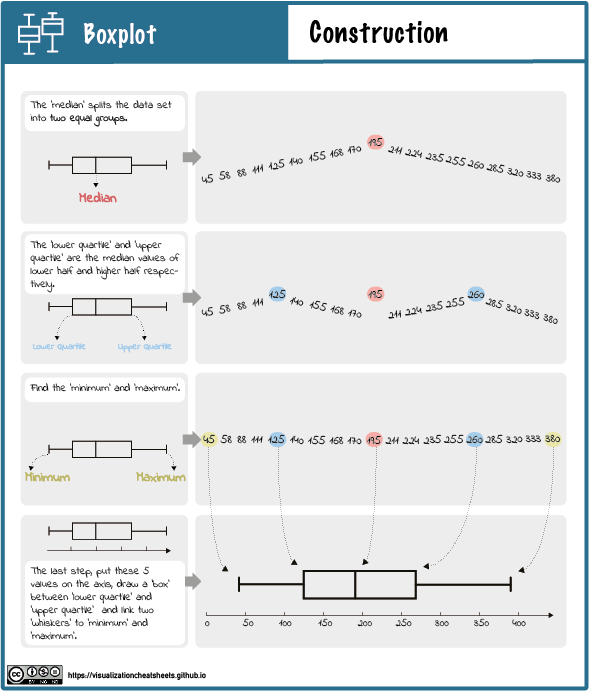 Boxplot
Construction
The 'median' splits the data set
into two equal groups.
Median
45 58 88 111 125 140 155 168 170 195 211 224 235 255 260 285 320 333 380
The 'lower quartile' and 'upper
quartile' are the median values of
lower half and higher half respec-
tively.
Lower Quartile Upper Quartile
45 58 88 111 125 140 155 168 170 195 211 224 235 255 260 285 320 333 380
Find the 'minimum' and 'maximum'.
Minimum Maximum
45 58 88 111 125 140 155 168 170 195 211 224 235 255 260 285 320 333 380
The last step, put these 5
values on the axis, draw a 'box'
between 'lower quartile' and
'upper quartile' and link two
'whiskers' to 'minimum' and
'maximum'.
0 50 100 150 200 250 300 350 400
cc BY NC ND
https://visualizationcheatsheets.github.io